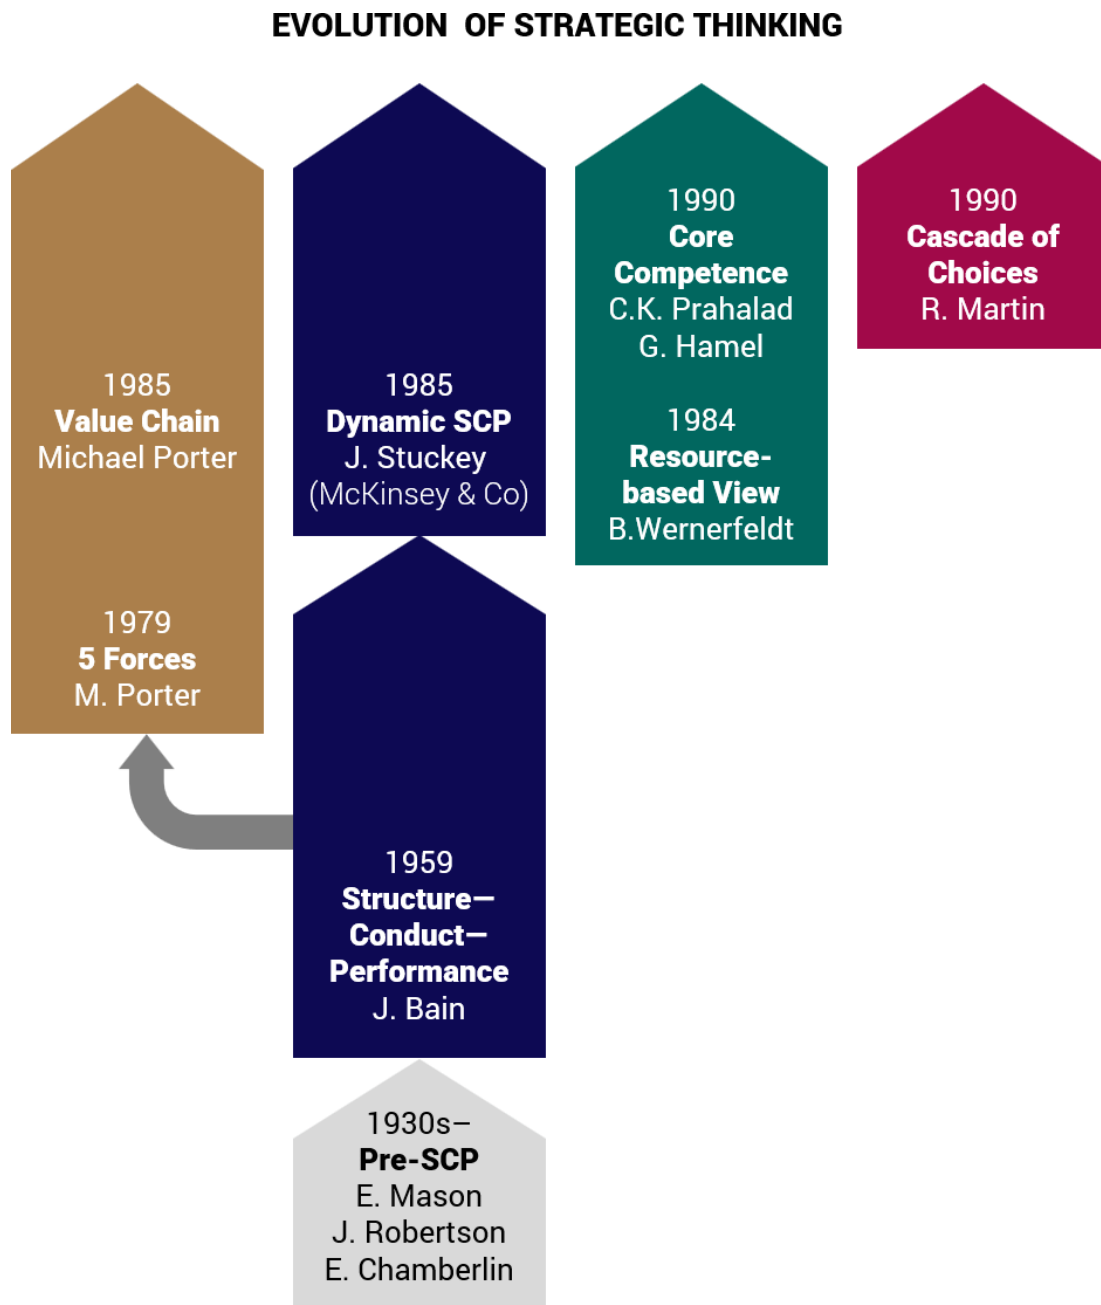 EVOLUTION OF STRATEGIC THINKING
1985
Value Chain
Michael Porter
1979
5 Forces
M. Porter
1985
Dynamic SCP
J. Stuckey
(McKinsey & Co)
1959
Structure—
Conduct—
Performance
J. Bain
1930s–
Pre-SCP
E. Mason
J. Robertson
E. Chamberlin
1990
Core
Competence
C.K. Prahalad
G. Hamel
1984
Resource-
based View
B.Wernerfeldt
1990
Cascade of
Choices
R. Martin